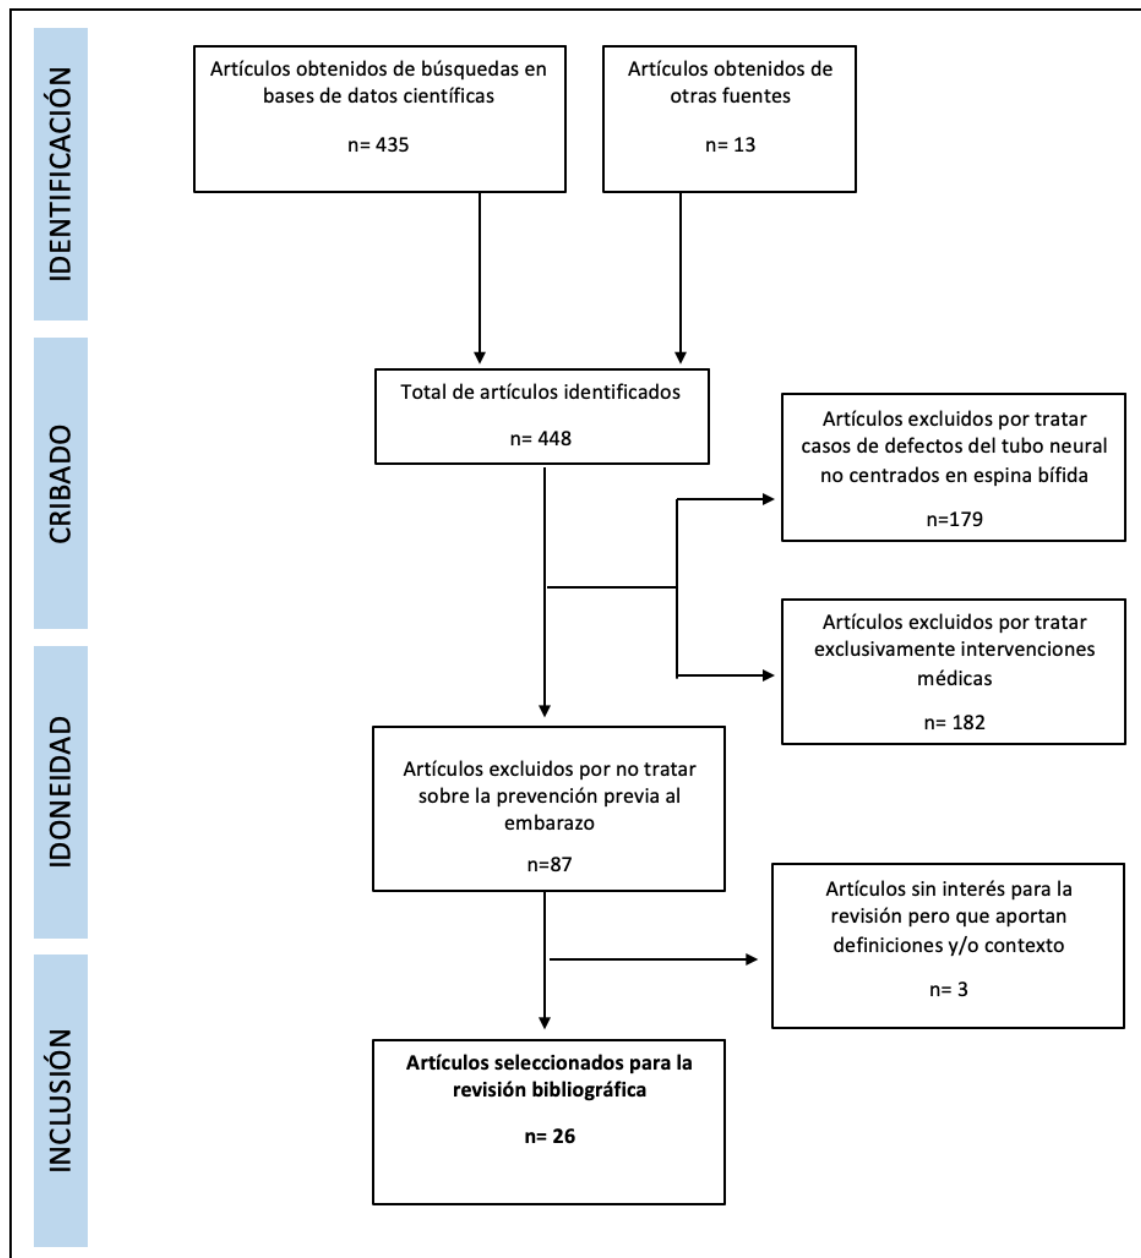 IDENTIFICACIÓN
Artículos obtenidos de búsquedas en
bases de datos científicas
n= 435
Artículos obtenidos de
otras fuentes
n= 13
CRIBADO
Total de artículos identificados
n= 448
Artículos excluidos por tratar
casos de defectos del tubo neural
no centrados en espina bífida
n=179
Artículos excluidos por tratar
exclusivamente intervenciones
médicas
n= 182
IDONEIDAD
Artículos excluidos por no tratar
sobre la prevención previa al
embarazo
n=87
Artículos sin interés para la
revisión pero que aportan
definiciones y/o contexto
n= 3
INCLUSIÓN
Artículos seleccionados para la
revisión bibliográfica
n= 26